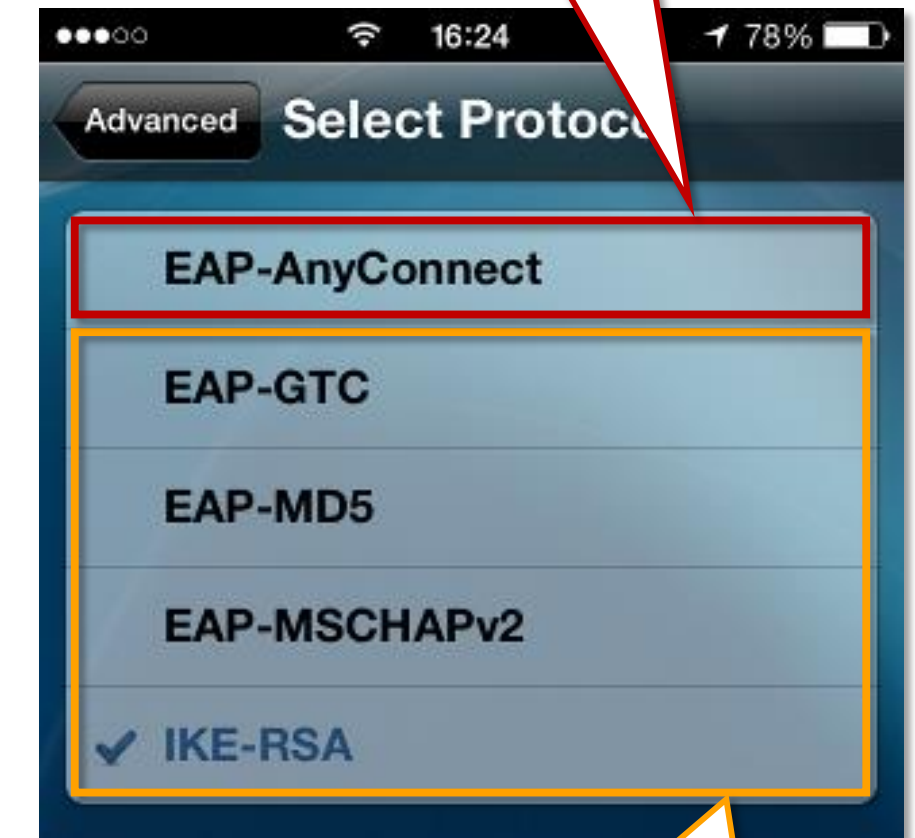 16:24 78%
Advanced Select Protoco
EAP-AnyConnect
EAP-GTC
EAP-MD5
EAP-MSCHAPv2
IKE-RSA